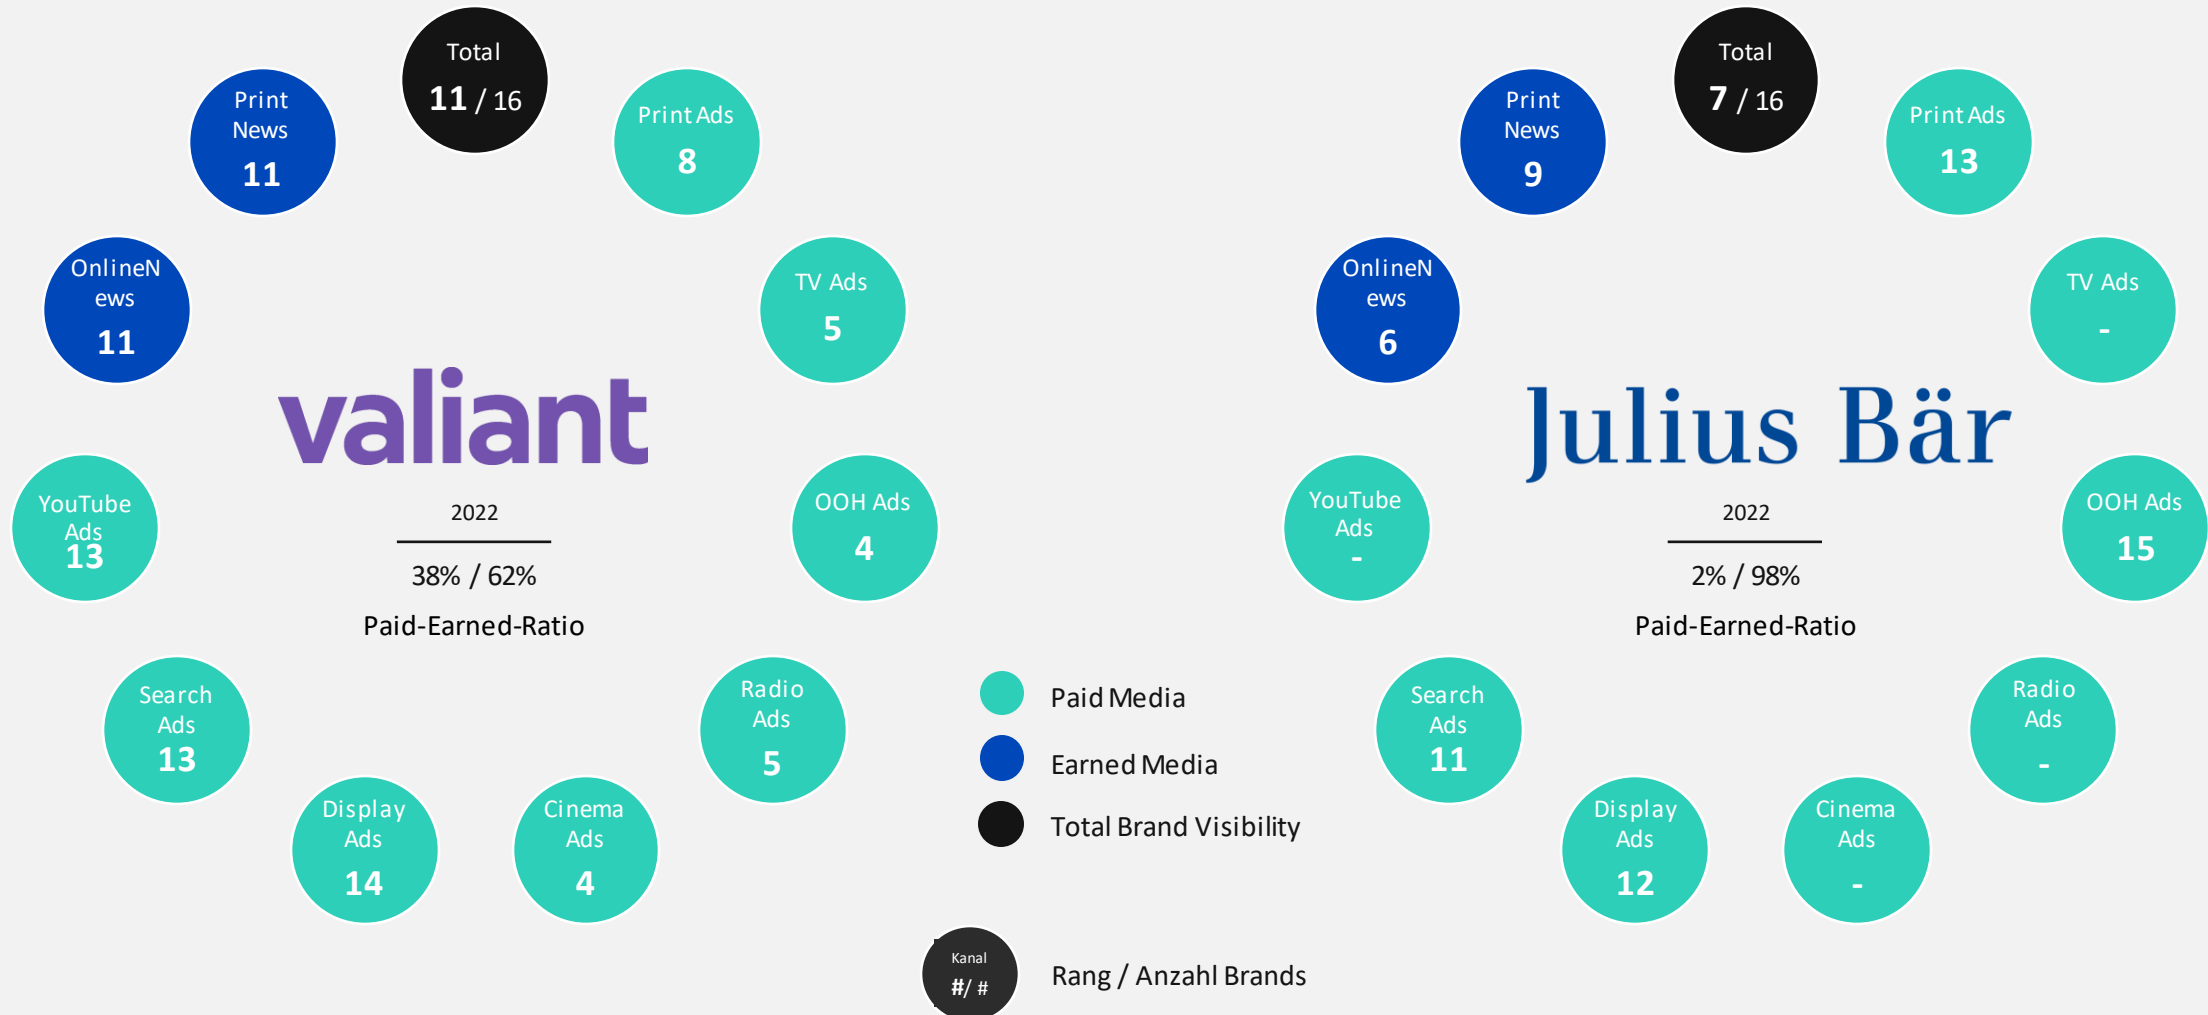 Total
11 / 16
Print Ads
8
TV Ads
5
OOH Ads
4
Radio
Ads
5
Cinema
Ads
4
Display
Ads
14
Search
Ads
13
YouTube
Ads
13
OnlineN
ews
11
Print
News
11
valiant
2022
38% / 62%
Paid-Earned-Ratio
Total
7 / 16
Print Ads
13
TV Ads
-
OOH Ads
15
Radio
Ads
-
Cinema
Ads
-
Display
Ads
12
Search
Ads
11
YouTube
Ads
-
OnlineN
ews
6
Print
News
9
Julius Bär
2022
2% / 98%
Paid-Earned-Ratio
Paid Media
Earned Media
Total Brand Visibility
Kanal
#/ #
Rang / Anzahl Brands